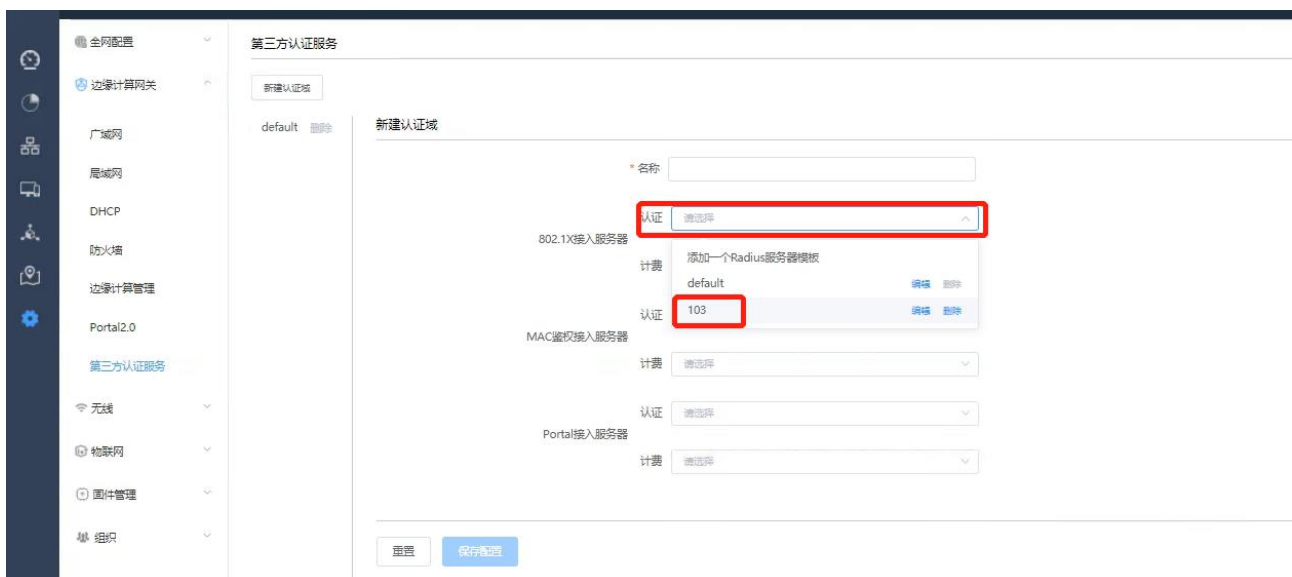 全网配置
边缘计算网关
广域网
局域网
DHCP
防火墙
边缘计算管理
Portal2.0
第三方认证服务
无线
物联网
固件管理
组织
第三方认证服务
新建认证域
default 删除
新建认证域
* 名称
802.1X接入服务器
认证 请选择
计费
添加一个Radius服务器模板
default 编辑 删除
103 编辑 删除
MAC鉴权接入服务器
认证
计费 请选择
Portal接入服务器
认证 请选择
计费 请选择
重置 保存配置